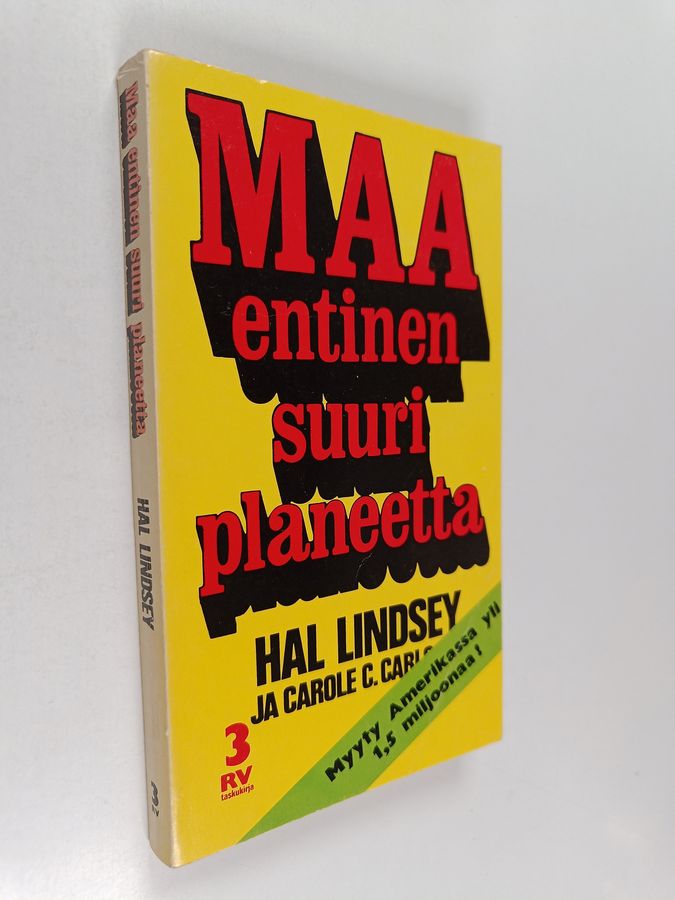 MAA
entinen
suuri
planeetta
HAL LINDSEY
JA CAROLE C.
Myyty Amerikassa yli
1,5 miljoonaa!
3
RV
taskukirja
Maa entinen suuri planeetta
HAL LINDSEY